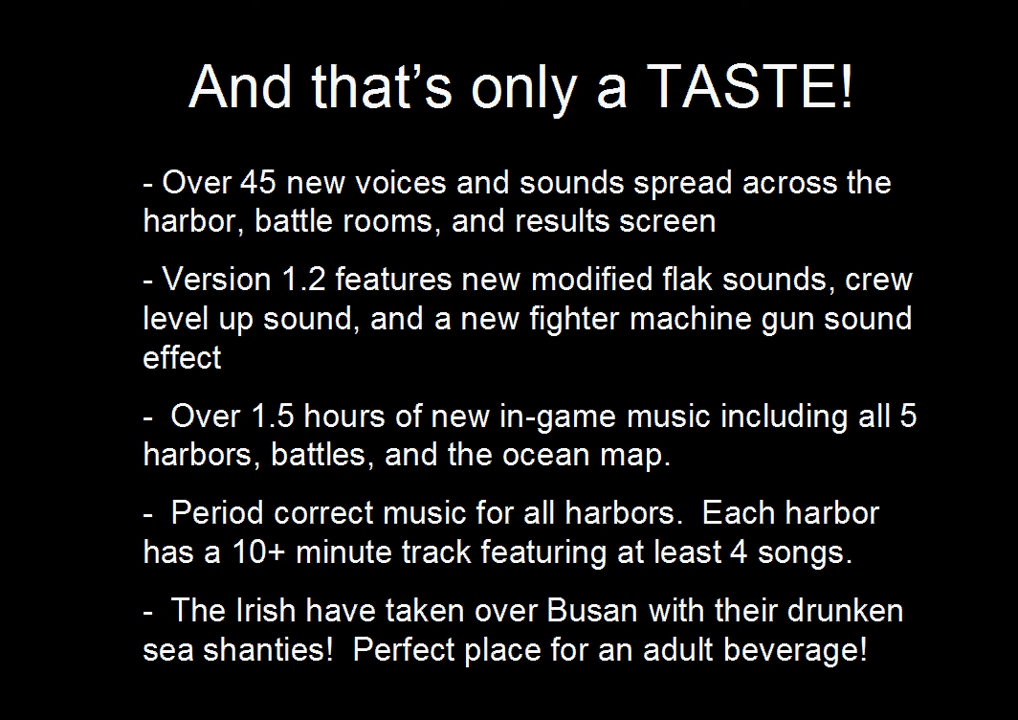 And that’s only a TASTE!
- Over 45 new voices and sounds spread across the
harbor, battle rooms, and results screen
- Version 1.2 features new modified flak sounds, crew
level up sound, and a new fighter machine gun sound
effect
-  Over 1.5 hours of new in-game music including all 5
harbors, battles, and the ocean map.
-  Period correct music for all harbors.  Each harbor
has a 10+ minute track featuring at least 4 songs.
-  The Irish have taken over Busan with their drunken
sea shanties!  Perfect place for an adult beverage!